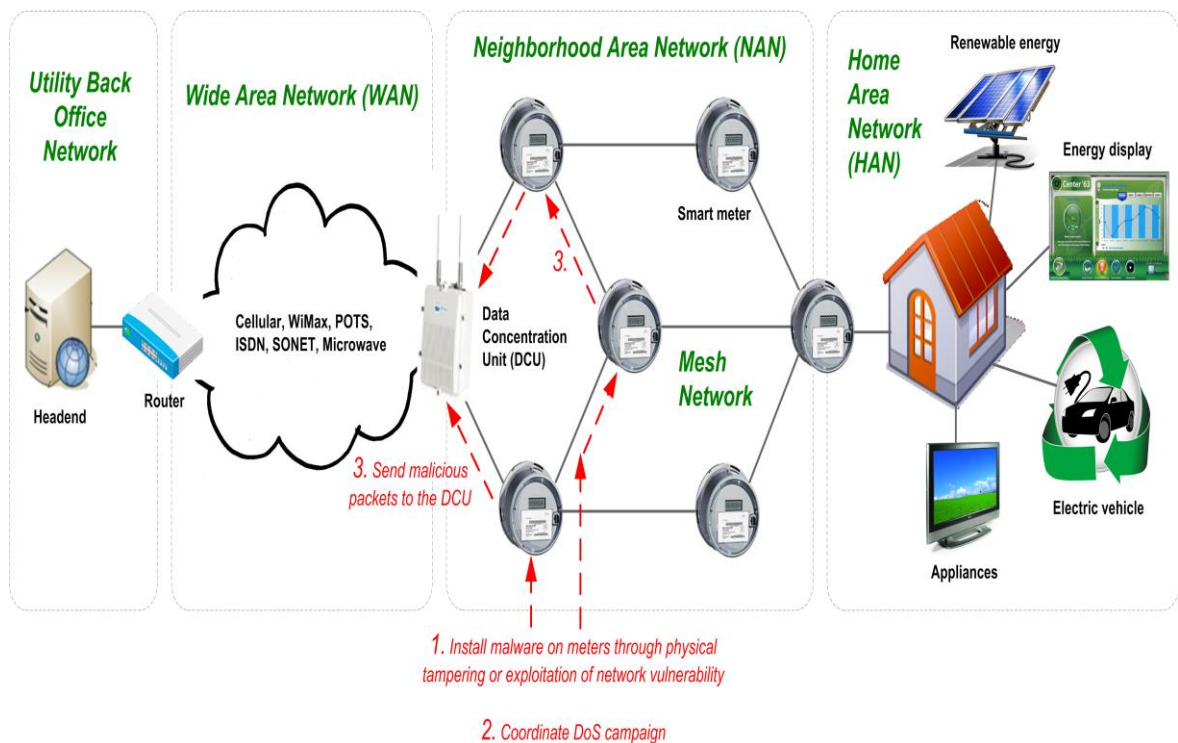 Utility Back
Office
Network
Wide Area Network (WAN)
Neighborhood Area Network (NAN)
Home
Area
Network
(HAN)
Renewable energy
Energy display
Center '63
Smart meter
Cellular, WiMax, POTS,
ISDN, SONET, Microwave
Data
Concentration
Unit (DCU)
3.
Mesh
Network
Headend
Router
3. Send malicious
packets to the DCU
Electric vehicle
Appliances
1. Install malware on meters through physical
tampering or exploitation of network vulnerability
2. Coordinate DoS campaign